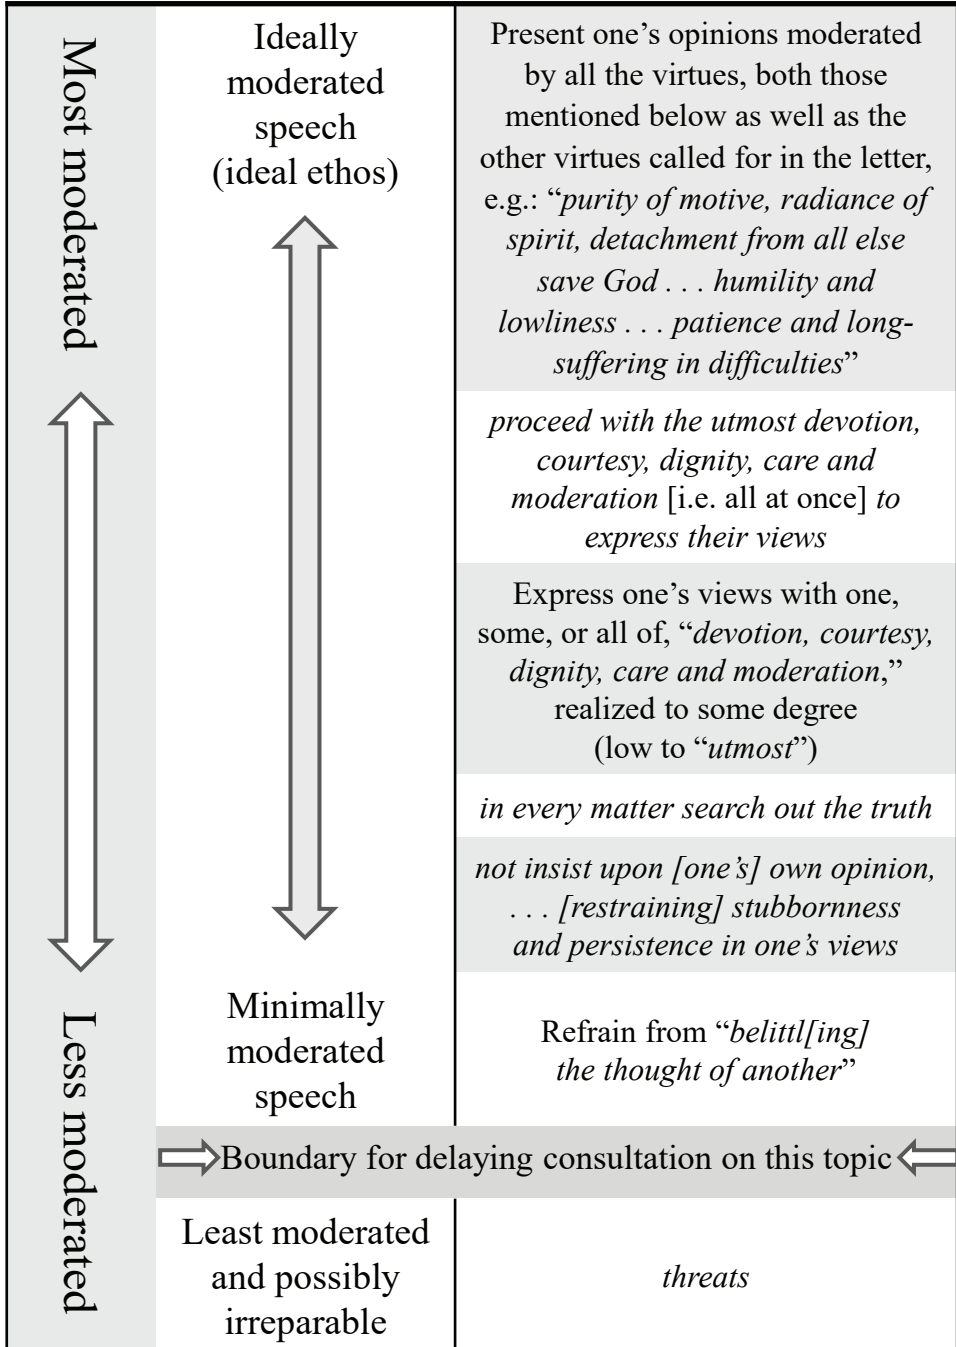 Most moderated
Less moderated
Ideally
moderated
speech
(ideal ethos)
Present one’s opinions moderated
by all the virtues, both those
mentioned below as well as the
other virtues called for in the letter,
e.g.: “purity of motive, radiance of
spirit, detachment from all else
save God . . . humility and
lowliness . . . patience and long-
suffering in difficulties”
proceed with the utmost devotion,
courtesy, dignity, care and
moderation [i.e. all at once] to
express their views
Express one’s views with one,
some, or all of, “devotion, courtesy,
dignity, care and moderation,”
realized to some degree
(low to “utmost”)
in every matter search out the truth
not insist upon [one’s] own opinion,
. . . [restraining] stubbornness
and persistence in one’s views
Minimally
moderated
speech
Refrain from “belittl[ing]
the thought of another”
Boundary for delaying consultation on this topic
Least moderated
and possibly
irreparable
threats